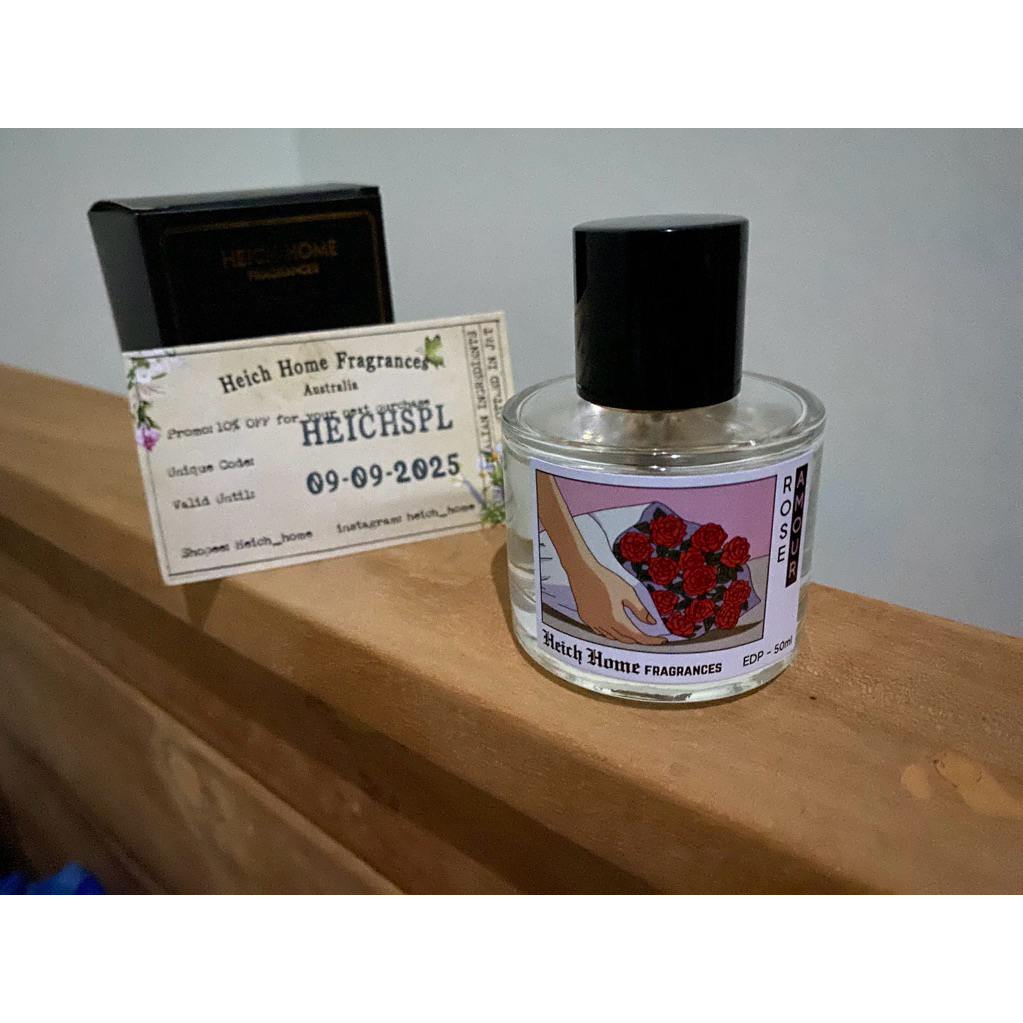 HEICH HOME
FRAGRANCES
Heich Home Fragrances
Australia
Promo: 10% OFF for your next purchase
Unique Code:
HEICHSPL
Valid Until:
09-09-2025
Shopee: Heich_home
instagram: heich_home
ROSE
AMOUR
Heich Home FRAGRANCES
EDP - 50ml